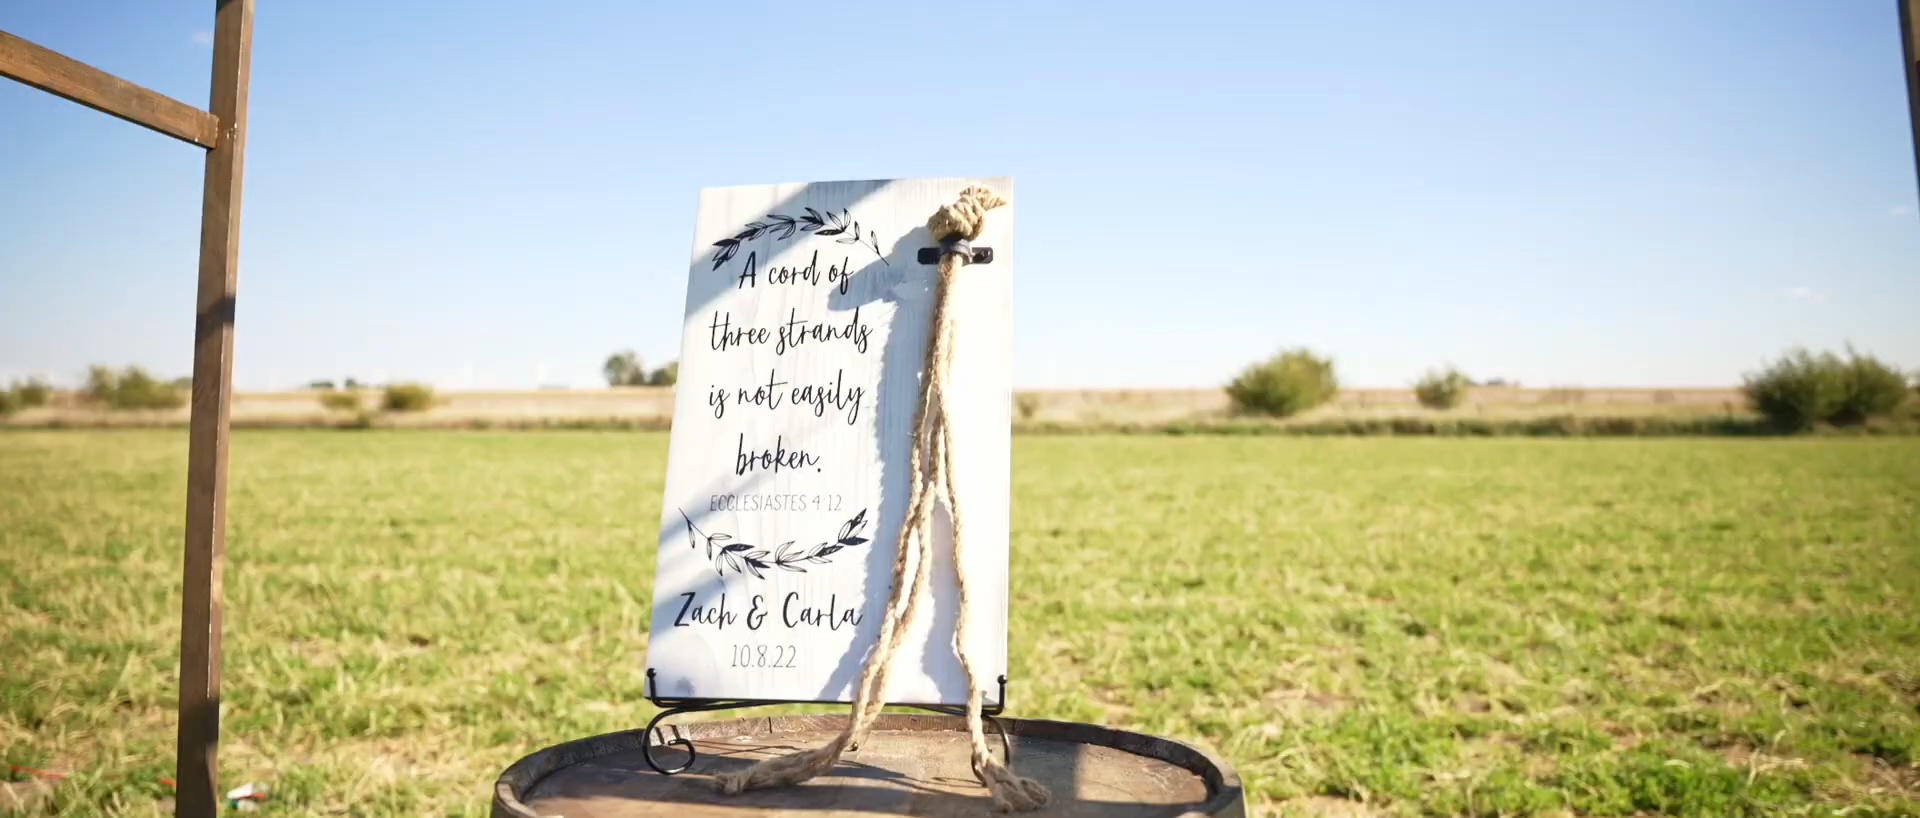 A cord of
three strands
is not easily
broken.
ECCLESIASTES 4:12
Zach & Carla
10.8.22